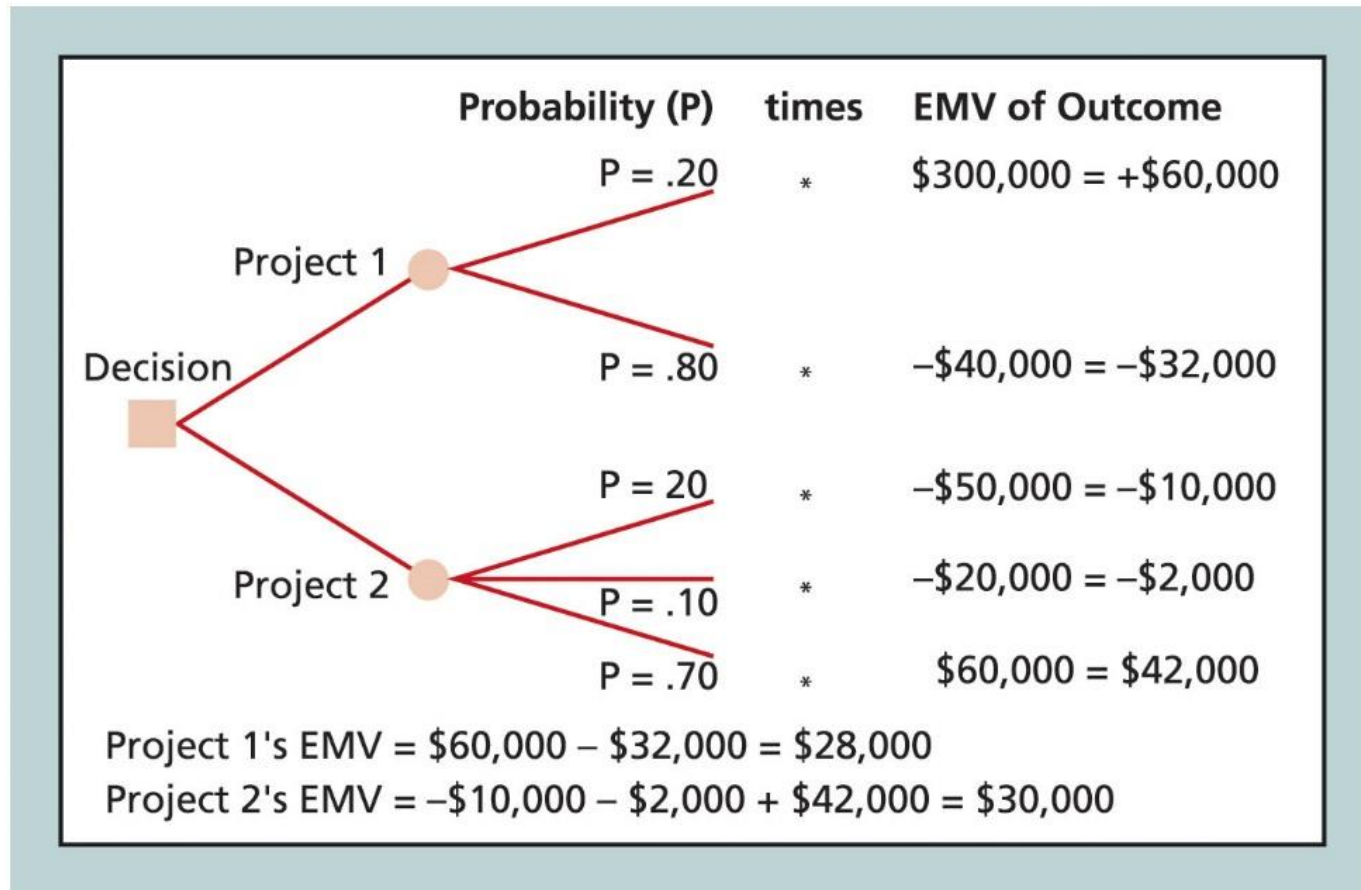 Probability (P) times EMV of Outcome
P = .20 * $300,000 = +$60,000
Project 1
Decision
P = .80 * –$40,000 = –$32,000
P = 20 * –$50,000 = –$10,000
Project 2
P = .10 * –$20,000 = –$2,000
P = .70 * $60,000 = $42,000
Project 1's EMV = $60,000 – $32,000 = $28,000
Project 2's EMV = –$10,000 – $2,000 + $42,000 = $30,000